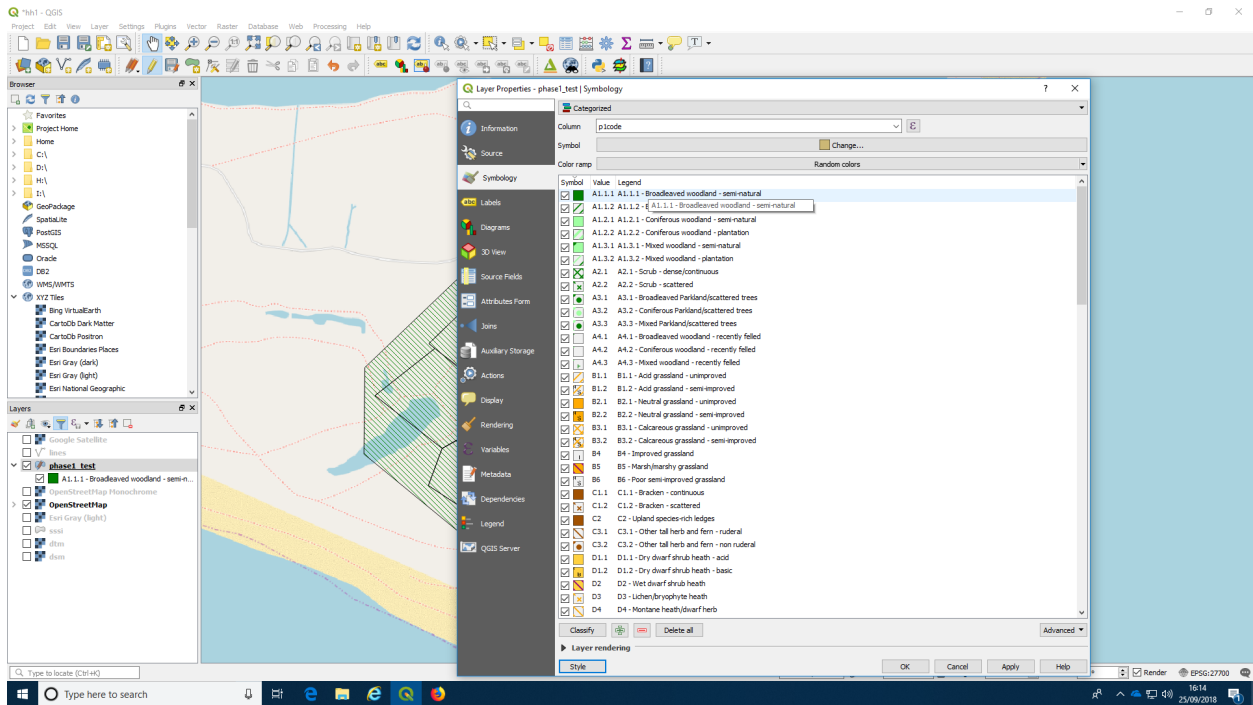 *hh1 - QGIS
Project Edit View Layer Settings Plugins Vector Raster Database Web Processing Help
Browser
Favorites
Project Home
Home
C:\
D:\
H:\
I:\
GeoPackage
SpatiaLite
PostGIS
MSSQL
Oracle
DB2
WMS/WMTS
XYZ Tiles
Bing VirtualEarth
CartoDb Dark Matter
CartoDb Positron
Esri Boundaries Places
Esri Gray (dark)
Esri Gray (light)
Esri National Geographic
Layers
Google Satellite
lines
phase1_test
A1.1.1 - Broadleaved woodland - semi-n...
OpenStreetMap Monochrome
OpenStreetMap
Esri Gray (light)
sssi
dtm
dsm
Layer Properties - phase1_test | Symbology
Information
Source
Symbology
Labels
Diagrams
3D View
Source Fields
Attributes Form
Joins
Auxiliary Storage
Actions
Display
Rendering
Variables
Metadata
Dependencies
Legend
QGIS Server
Categorized
Column p1code ε
Symbol Change...
Color ramp Random colors
Symbol Value Legend
A1.1.1 A1.1.1 - Broadleaved woodland - semi-natural
A1.1.2 A1.1.2 - B
A1.1.1 - Broadleaved woodland - semi-natural
A1.2.1 A1.2.1 - Coniferous woodland - semi-natural
A1.2.2 A1.2.2 - Coniferous woodland - plantation
A1.3.1 A1.3.1 - Mixed woodland - semi-natural
A1.3.2 A1.3.2 - Mixed woodland - plantation
A2.1 A2.1 - Scrub - dense/continuous
A2.2 A2.2 - Scrub - scattered
A3.1 A3.1 - Broadleaved Parkland/scattered trees
A3.2 A3.2 - Coniferous Parkland/scattered trees
A3.3 A3.3 - Mixed Parkland/scattered trees
A4.1 A4.1 - Broadleaved woodland - recently felled
A4.2 A4.2 - Coniferous woodland - recently felled
A4.3 A4.3 - Mixed woodland - recently felled
B1.1 B1.1 - Acid grassland - unimproved
B1.2 B1.2 - Acid grassland - semi-improved
B2.1 B2.1 - Neutral grassland - unimproved
B2.2 B2.2 - Neutral grassland - semi-improved
B3.1 B3.1 - Calcareous grassland - unimproved
B3.2 B3.2 - Calcareous grassland - semi-improved
B4 B4 - Improved grassland
B5 B5 - Marsh/marshy grassland
B6 B6 - Poor semi-improved grassland
C1.1 C1.1 - Bracken - continuous
C1.2 C1.2 - Bracken - scattered
C2 C2 - Upland species-rich ledges
C3.1 C3.1 - Other tall herb and fern - ruderal
C3.2 C3.2 - Other tall herb and fern - non ruderal
D1.1 D1.1 - Dry dwarf shrub heath - acid
D1.2 D1.2 - Dry dwarf shrub heath - basic
D2 D2 - Wet dwarf shrub heath
D3 D3 - Lichen/bryophyte heath
D4 D4 - Montane heath/dwarf herb
Classify Delete all Advanced
Layer rendering
Style OK Cancel Apply Help
Type to locate (Ctrl+K)
Render EPSG:27700
Type here to search
16:14
25/09/2018